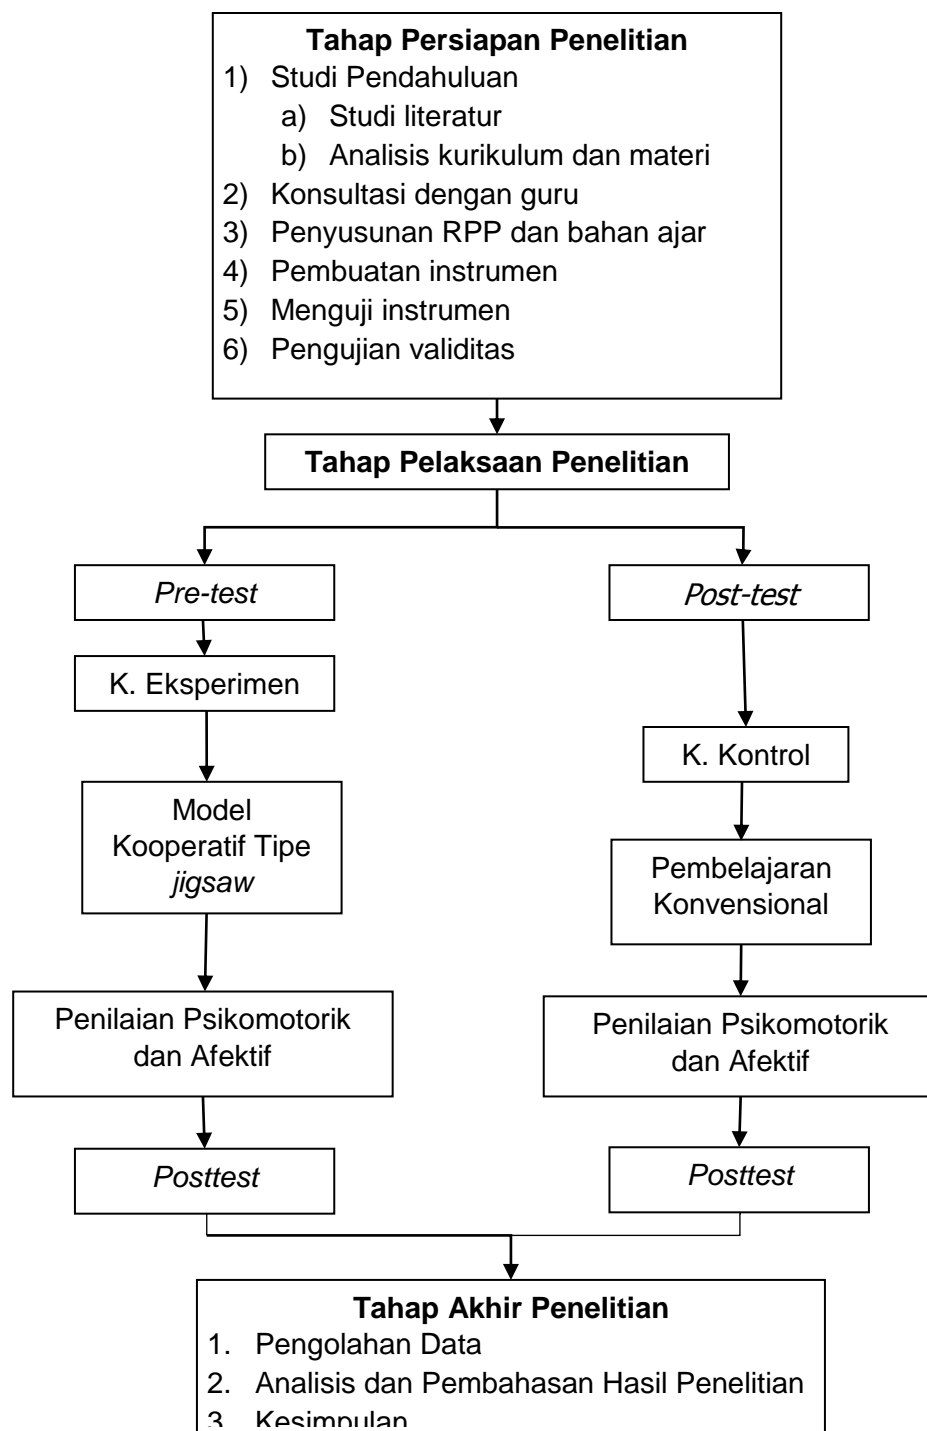 Tahap Persiapan Penelitian
1) Studi Pendahuluan
a) Studi literatur
b) Analisis kurikulum dan materi
2) Konsultasi dengan guru
3) Penyusunan RPP dan bahan ajar
4) Pembuatan instrumen
5) Menguji instrumen
6) Pengujian validitas
Tahap Pelaksaan Penelitian
Pre-test
Post-test
K. Eksperimen
K. Kontrol
Model
Kooperatif Tipe
jigsaw
Pembelajaran
Konvensional
Penilaian Psikomotorik
dan Afektif
Penilaian Psikomotorik
dan Afektif
Posttest
Posttest
Tahap Akhir Penelitian
1. Pengolahan Data
2. Analisis dan Pembahasan Hasil Penelitian
3. Kesimpulan